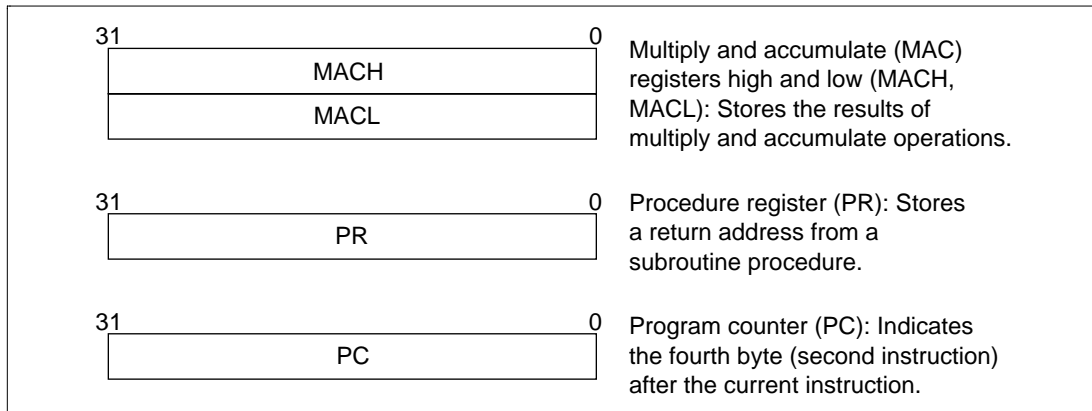 31 0
MACH
MACL
Multiply and accumulate (MAC)
registers high and low (MACH,
MACL): Stores the results of
multiply and accumulate operations.
31 0
PR
Procedure register (PR): Stores
a return address from a
subroutine procedure.
31 0
PC
Program counter (PC): Indicates
the fourth byte (second instruction)
after the current instruction.